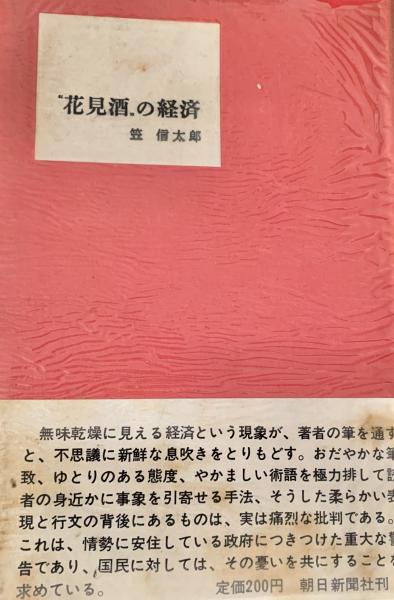 "花見酒"の経済
笠 信太郎
無味乾燥に見える経済という現象が、著者の筆を通す
と、不思議に新鮮な息吹きをとりもどす。おだやかな筆
致、ゆとりのある態度、やかましい術語を極力排して読
者の身近かに事象を引寄せる手法、そうした柔らかい表
現と行文の背後にあるものは、実は痛烈な批判である。
これは、情勢に安住している政府につきつけた重大な警
告であり、国民に対しては、その憂いを共にすることを
求めている。 定価200円 朝日新聞社刊